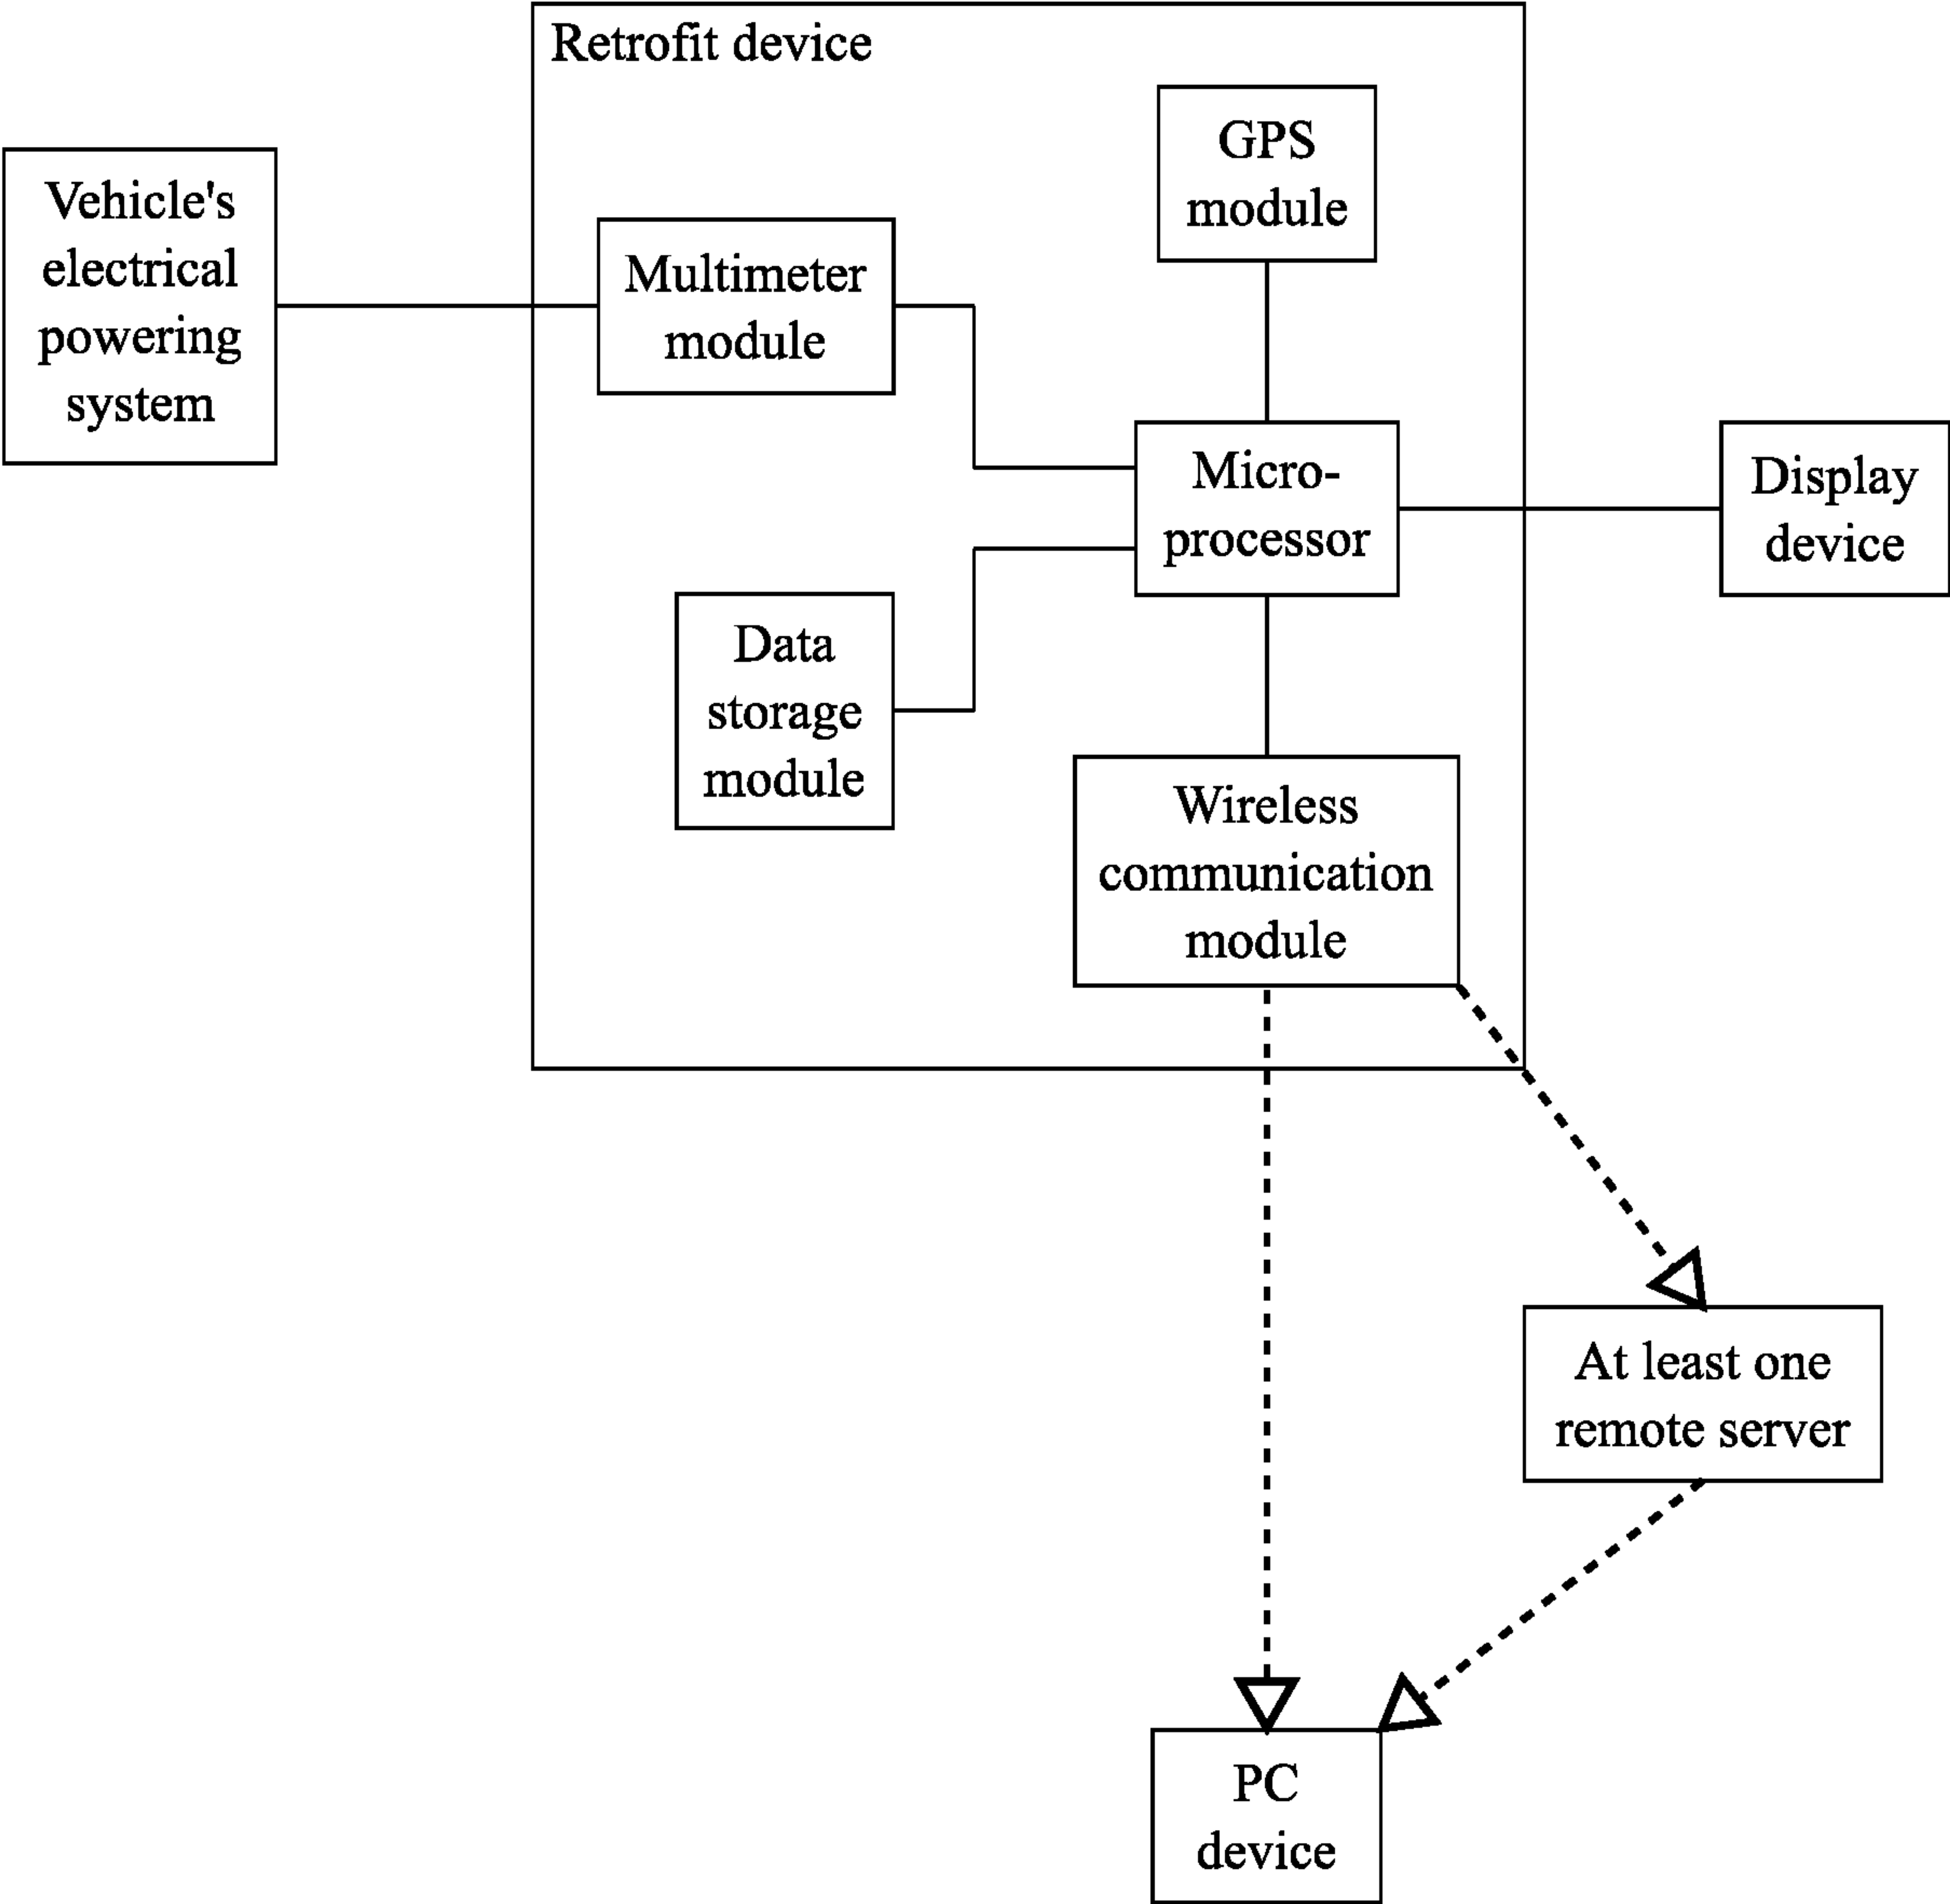 Retrofit device
GPS
module
Vehicle's
electrical
powering
system
Multimeter
module
Micro-
processor
Display
device
Data
storage
module
Wireless
communication
module
At least one
remote server
PC
device